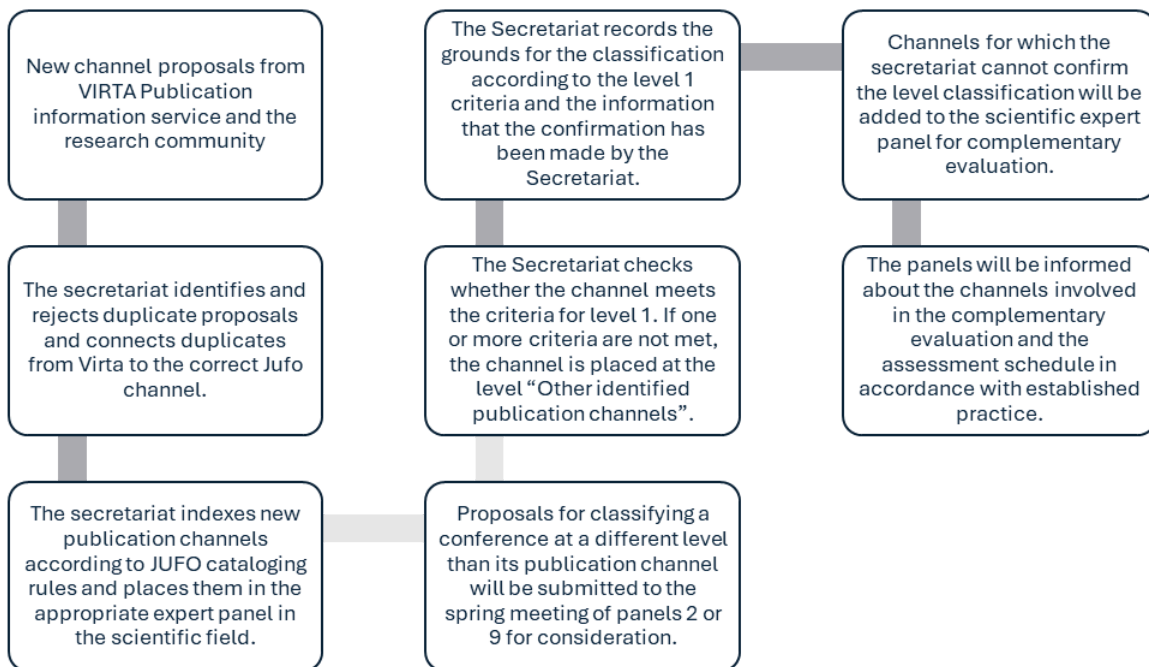 New channel proposals from
VIRTA Publication
information service and the
research community
The secretariat identifies and
rejects duplicate proposals
and connects duplicates
from Virta to the correct Jufo
channel.
The secretariat indexes new
publication channels
according to JUFO cataloging
rules and places them in the
appropriate expert panel in
the scientific field.
Proposals for classifying a
conference at a different level
than its publication channel
will be submitted to the
spring meeting of panels 2 or
9 for consideration.
The Secretariat checks
whether the channel meets
the criteria for level 1. If one
or more criteria are not met,
the channel is placed at the
level “Other identified
publication channels”.
The Secretariat records the
grounds for the classification
according to the level 1
criteria and the information
that the confirmation has
been made by the
Secretariat.
Channels for which the
secretariat cannot confirm
the level classification will be
added to the scientific expert
panel for complementary
evaluation.
The panels will be informed
about the channels involved
in the complementary
evaluation and the
assessment schedule in
accordance with established
practice.